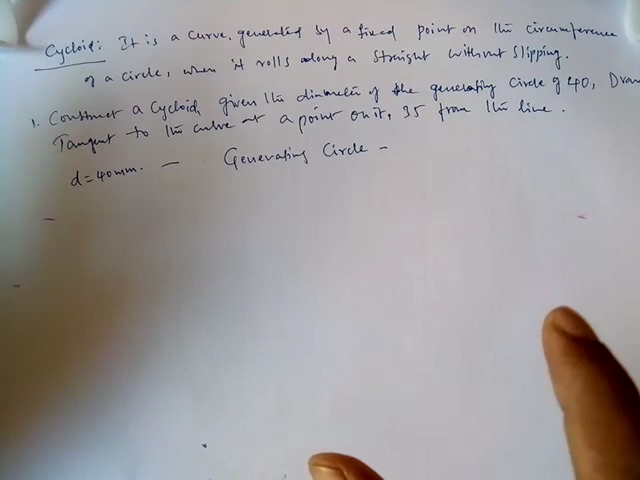 Cycloid: It is a curve, generated by a fixed point on the circumference
of a circle, when it rolls along a straight without slipping.
1. Construct a cycloid, given the diameter of the generating circle of 40, Draw
Tangent to the curve at a point on it, 35 from the line.
d=40mm. — Generating Circle -